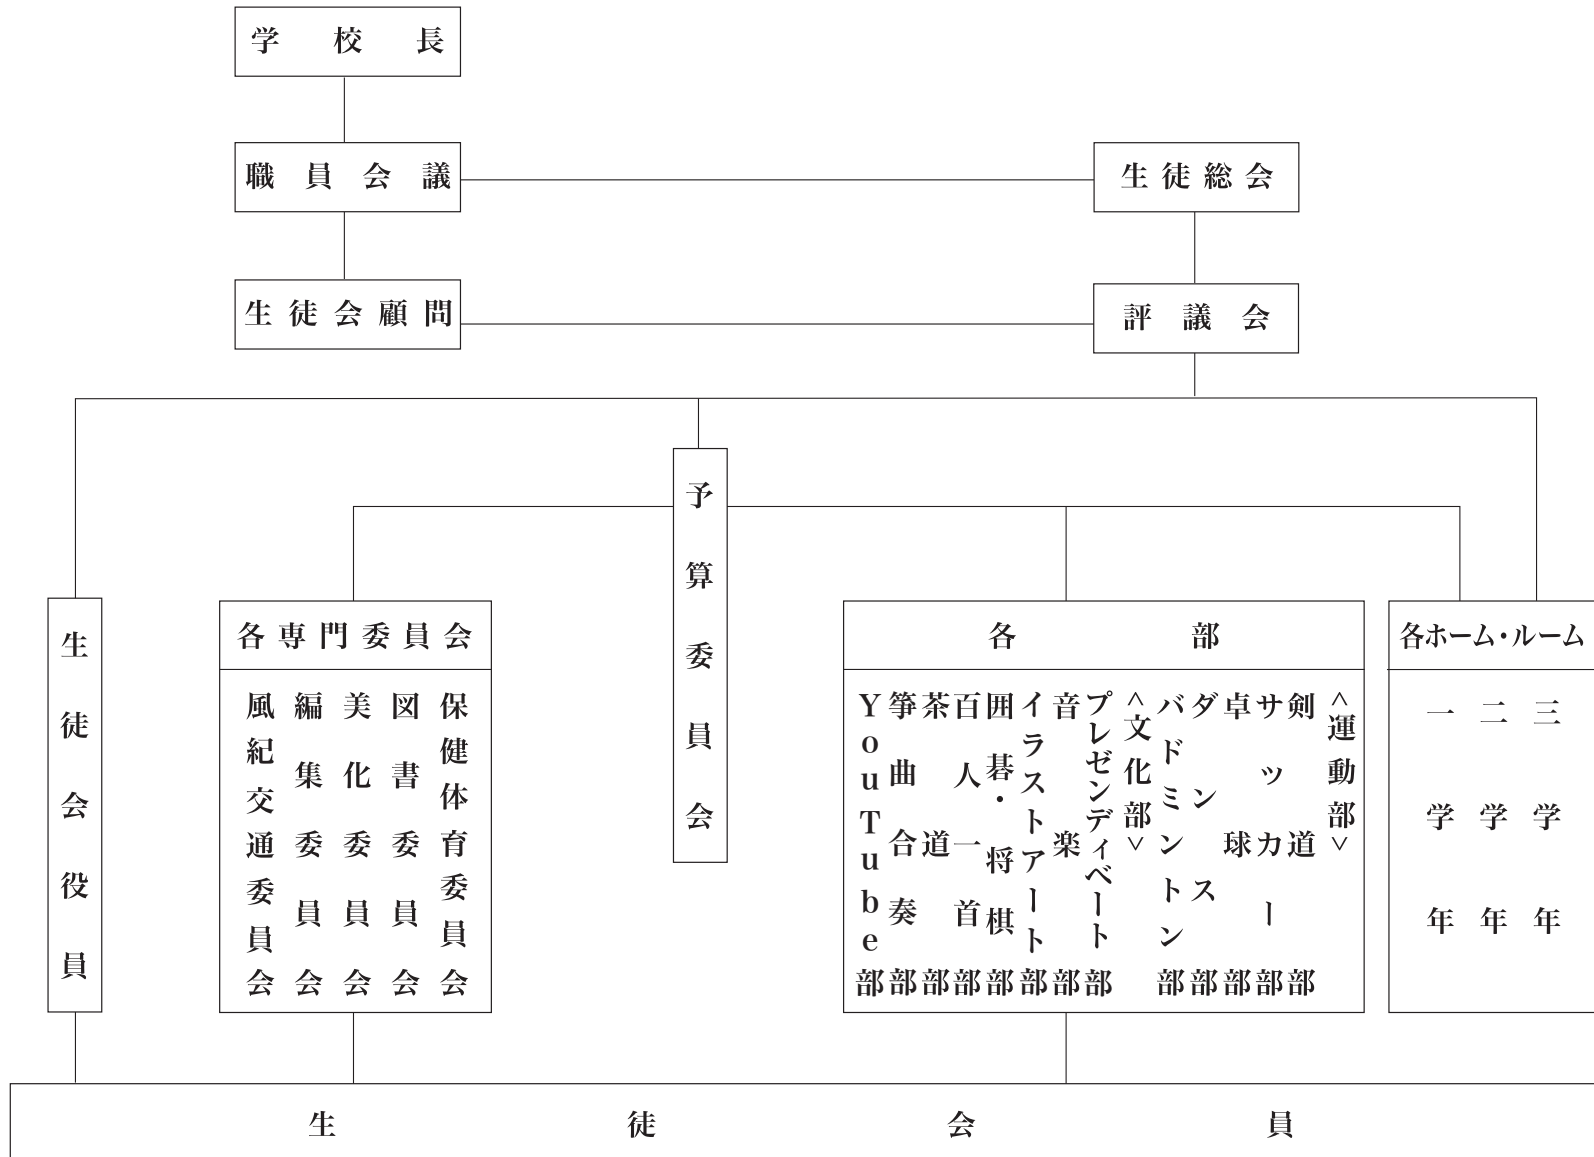 学校長
職員会議
生徒総会
生徒会顧問
評議会
予算委員会
生徒会役員
各専門委員会
保健体育委員会
図書委員会
美化委員会
編集委員会
風紀交通委員会
各部
<運動部>
剣道部
サッカー部
卓球部
ダンス部
バドミントン部
<文化部>
プレゼンディベート部
音楽部
イラストアート部
囲碁・将棋部
百人一首部
茶道部
箏曲合奏部
YouTube部
各ホーム・ルーム
三学年
二学年
一学年
生徒会員